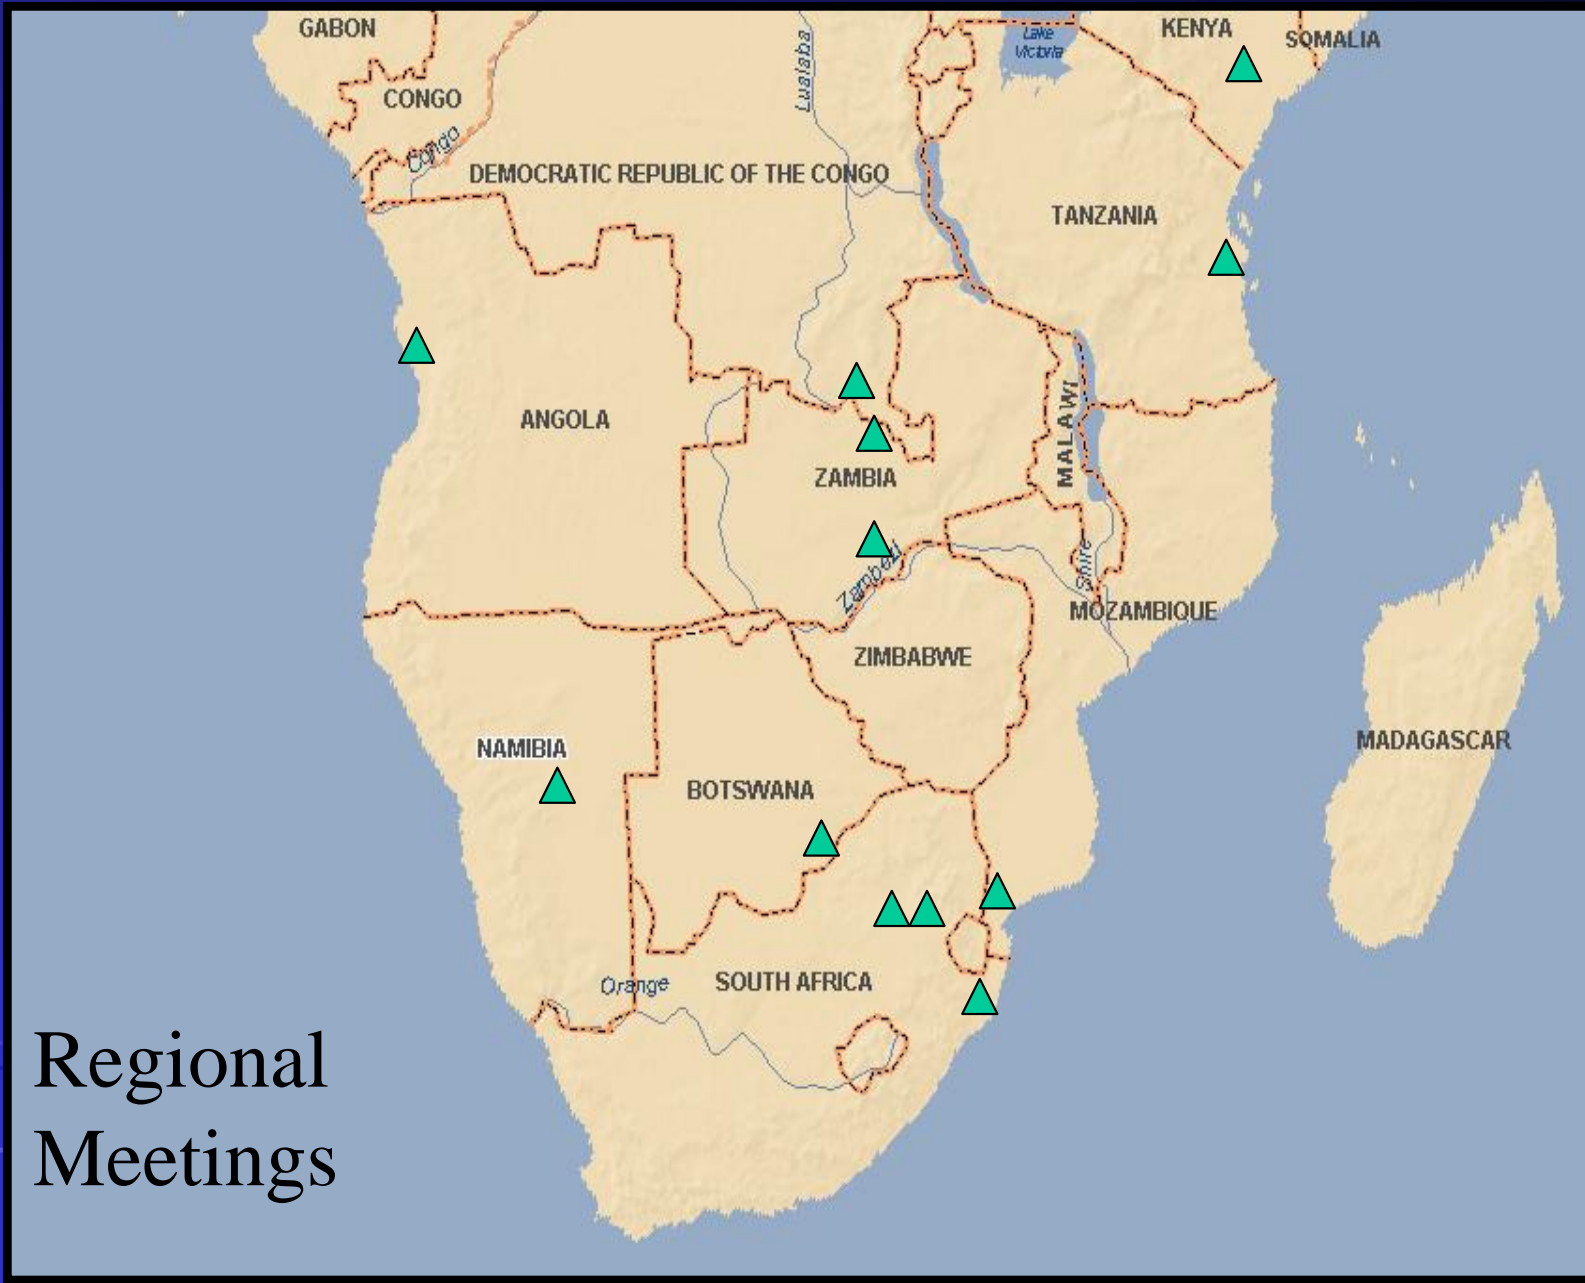 GABON
KENYA
SOMALIA
Lake
Victoria
Lualaba
CONGO
Congo
DEMOCRATIC REPUBLIC OF THE CONGO
TANZANIA
ANGOLA
MALAWI
ZAMBIA
Zambezi
Shire
MOZAMBIQUE
ZIMBABWE
NAMIBIA
MADAGASCAR
BOTSWANA
Orange
SOUTH AFRICA
Regional
Meetings